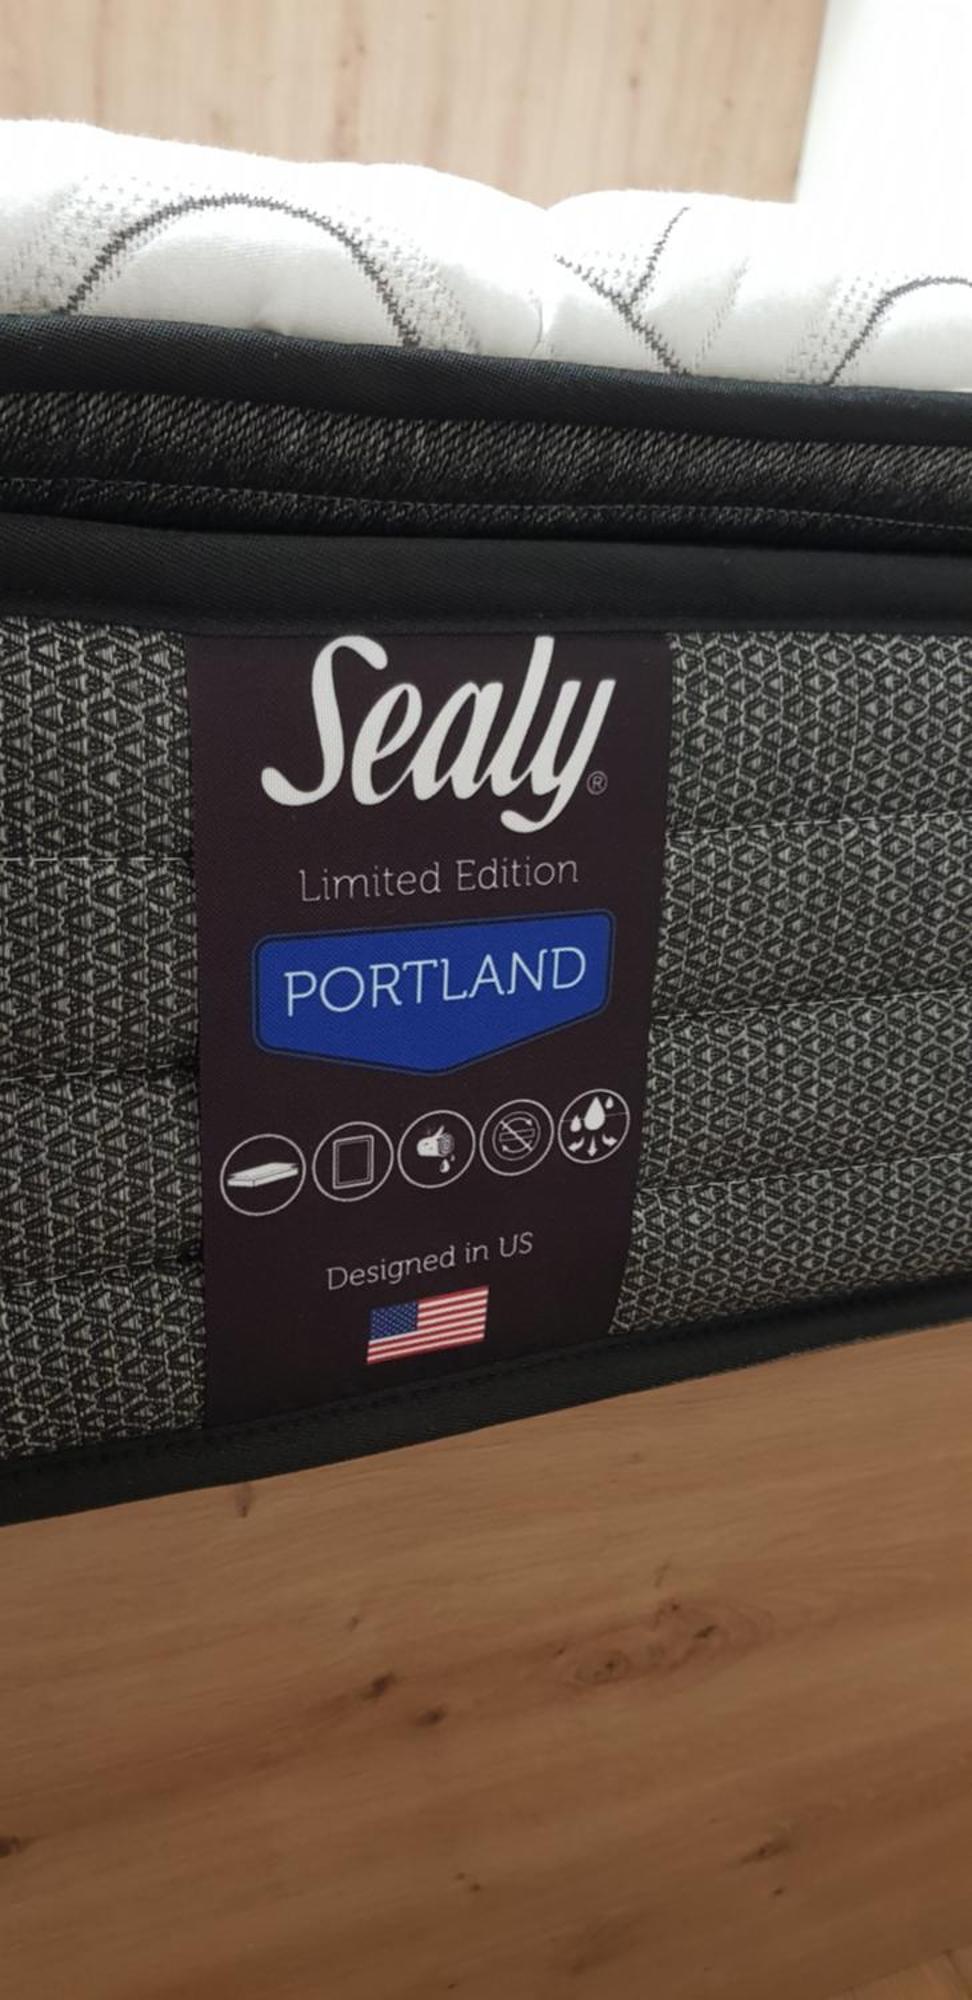 Sealy®
Limited Edition
PORTLAND
Designed in US